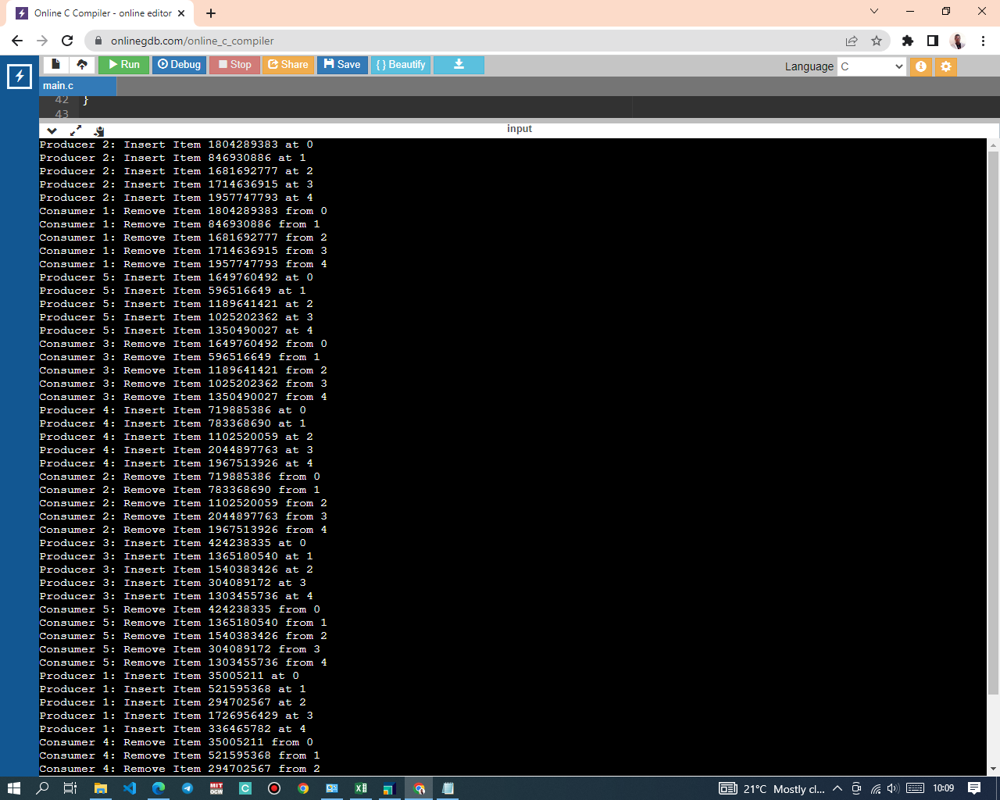 Online C Compiler - online editor
onlinegdb.com/online_c_compiler
Run Debug Stop Share Save { } Beautify
Language C
main.c
42 }
43
input
Producer 2: Insert Item 1804289383 at 0
Producer 2: Insert Item 846930886 at 1
Producer 2: Insert Item 1681692777 at 2
Producer 2: Insert Item 1714636915 at 3
Producer 2: Insert Item 1957747793 at 4
Consumer 1: Remove Item 1804289383 from 0
Consumer 1: Remove Item 846930886 from 1
Consumer 1: Remove Item 1681692777 from 2
Consumer 1: Remove Item 1714636915 from 3
Consumer 1: Remove Item 1957747793 from 4
Producer 5: Insert Item 1649760492 at 0
Producer 5: Insert Item 596516649 at 1
Producer 5: Insert Item 1189641421 at 2
Producer 5: Insert Item 1025202362 at 3
Producer 5: Insert Item 1350490027 at 4
Consumer 3: Remove Item 1649760492 from 0
Consumer 3: Remove Item 596516649 from 1
Consumer 3: Remove Item 1189641421 from 2
Consumer 3: Remove Item 1025202362 from 3
Consumer 3: Remove Item 1350490027 from 4
Producer 4: Insert Item 719885386 at 0
Producer 4: Insert Item 783368690 at 1
Producer 4: Insert Item 1102520059 at 2
Producer 4: Insert Item 2044897763 at 3
Producer 4: Insert Item 1967513926 at 4
Consumer 2: Remove Item 719885386 from 0
Consumer 2: Remove Item 783368690 from 1
Consumer 2: Remove Item 1102520059 from 2
Consumer 2: Remove Item 2044897763 from 3
Consumer 2: Remove Item 1967513926 from 4
Producer 3: Insert Item 424238335 at 0
Producer 3: Insert Item 1365180540 at 1
Producer 3: Insert Item 1540383426 at 2
Producer 3: Insert Item 304089172 at 3
Producer 3: Insert Item 1303455736 at 4
Consumer 5: Remove Item 424238335 from 0
Consumer 5: Remove Item 1365180540 from 1
Consumer 5: Remove Item 1540383426 from 2
Consumer 5: Remove Item 304089172 from 3
Consumer 5: Remove Item 1303455736 from 4
Producer 1: Insert Item 35005211 at 0
Producer 1: Insert Item 521595368 at 1
Producer 1: Insert Item 294702567 at 2
Producer 1: Insert Item 1726956429 at 3
Producer 1: Insert Item 336465782 at 4
Consumer 4: Remove Item 35005211 from 0
Consumer 4: Remove Item 521595368 from 1
Consumer 4: Remove Item 294702567 from 2
MIT OCW C 21°C Mostly cl... 10:09